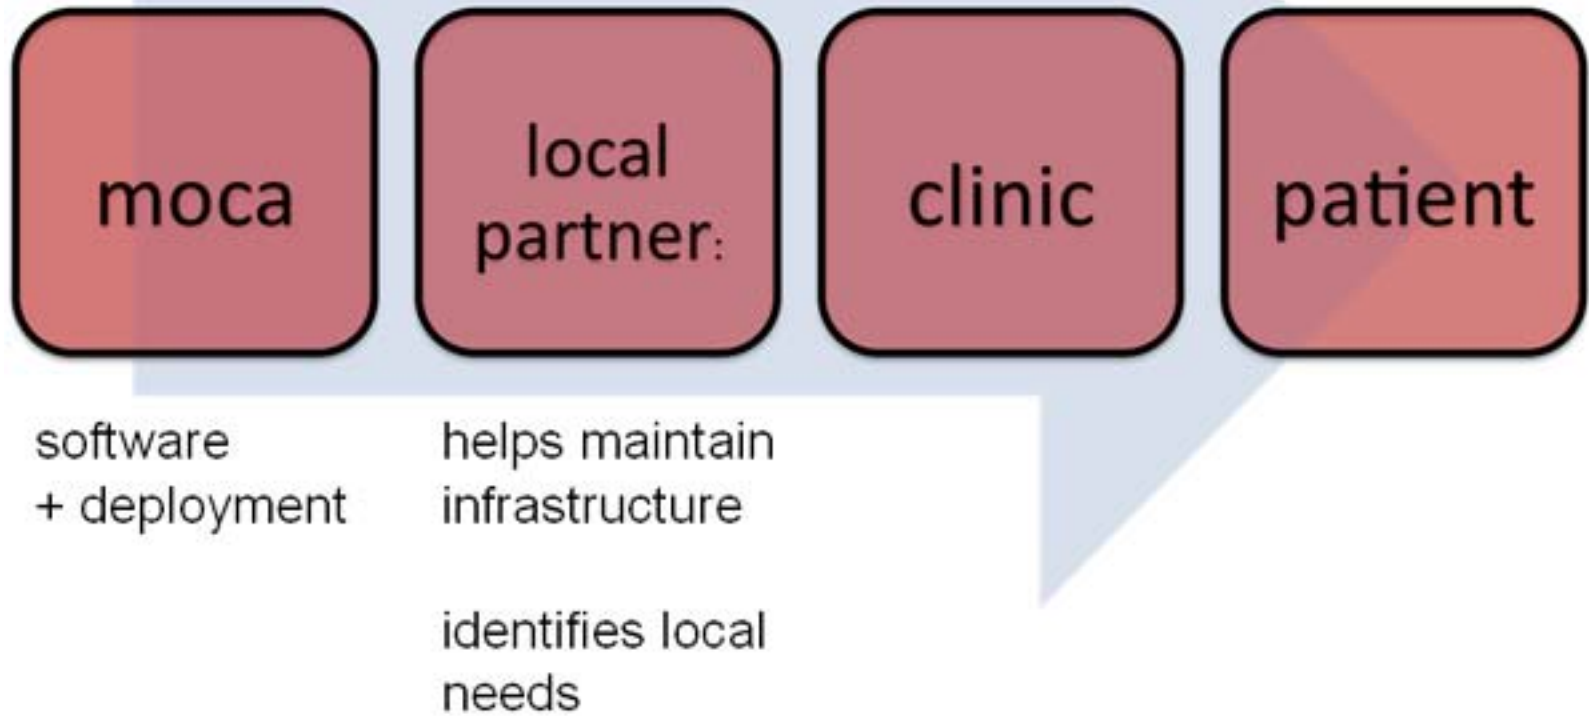 moca
local
partner:
clinic
patient
software
+ deployment
helps maintain
infrastructure
identifies local
needs